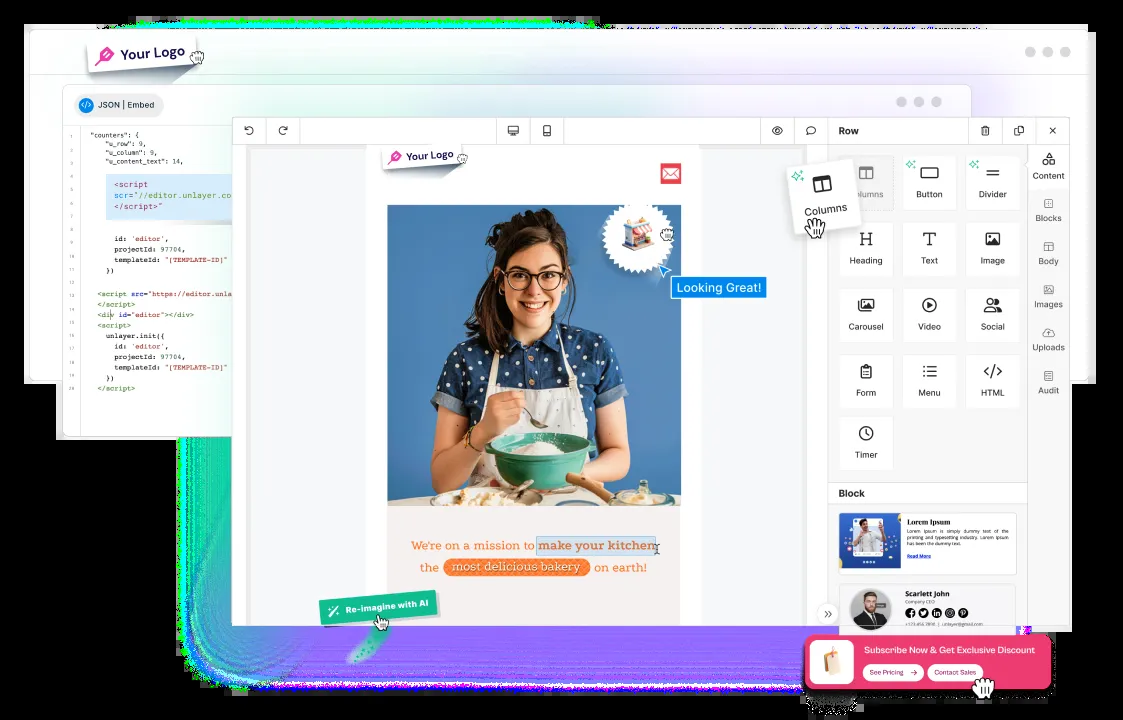 Your Logo
JSON | Embed
"counters": {
"u_row": 9,
"u_column": 9,
"u_content_text": 14,
<script
scr="//editor.unlayer.co
</script>"
id: 'editor',
projectId: 97704,
templateId: "[TEMPLATE-ID]"
})
<script src="https://editor.unla
</script>
<div id="editor"></div>
<script>
unlayer.init({
id: 'editor',
projectId: 97704,
templateId: "[TEMPLATE-ID]"
})
</script>
Your Logo
Looking Great!
We're on a mission to make your kitchen
the most delicious bakery on earth!
Re-imagine with AI
Row
Columns
Button
Divider
Columns
Heading
Text
Image
Carousel
Video
Social
Form
Menu
HTML
Timer
Content
Blocks
Body
Images
Uploads
Audit
Block
Lorem Ipsum
Lorem Ipsum is simply dummy text of the
printing and typesetting industry. Lorem Ipsum
has been the dummy text.
Read More
Scarlett John
Company CEO
Subscribe Now & Get Exclusive Discount
See Pricing →
Contact Sales